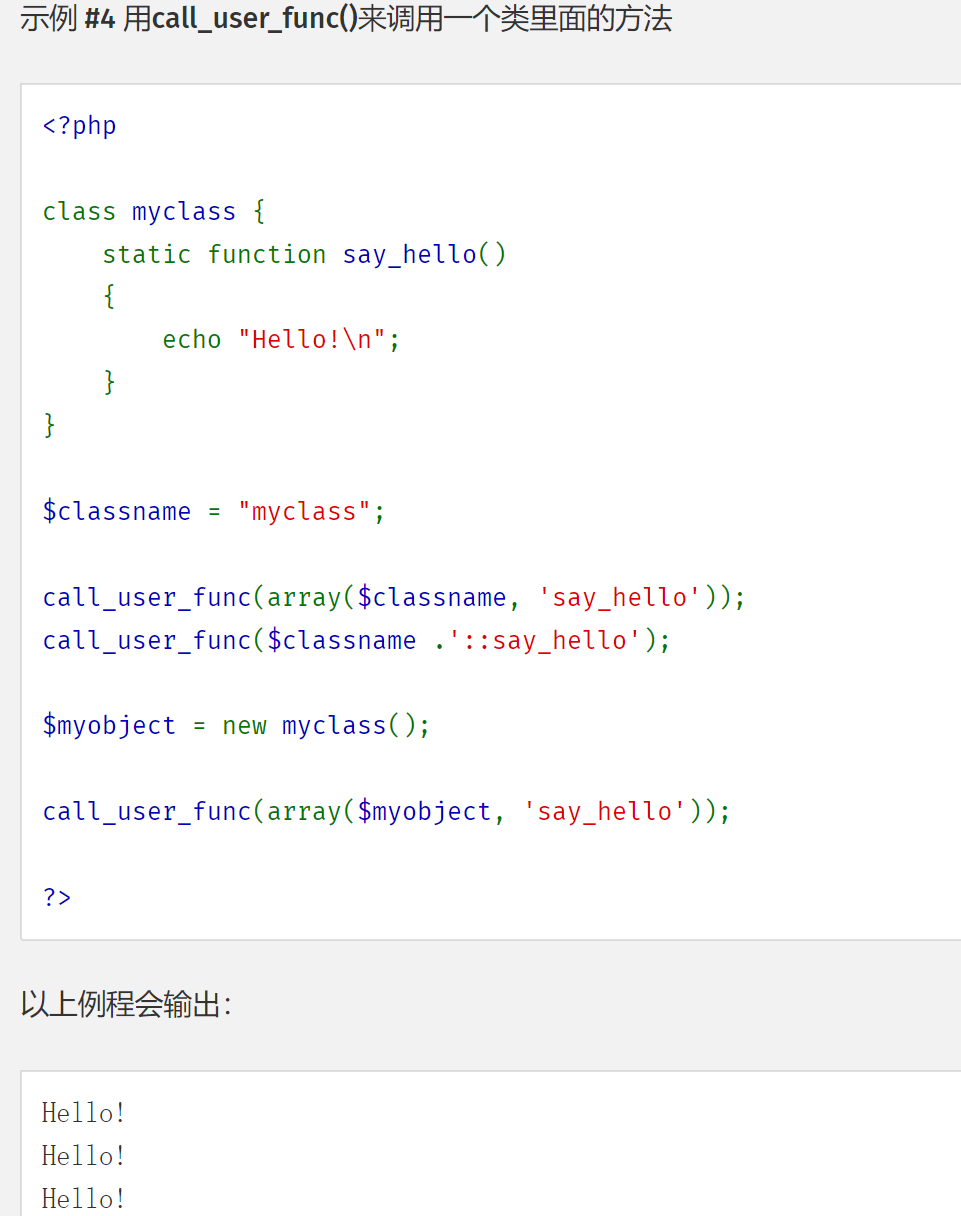 示例 #4 用call_user_func()来调用一个类里面的方法
<?php
class myclass {
static function say_hello()
{
echo "Hello!\n";
}
}
$classname = "myclass";
call_user_func(array($classname, 'say_hello'));
call_user_func($classname .'::say_hello');
$myobject = new myclass();
call_user_func(array($myobject, 'say_hello'));
?>
以上例程会输出：
Hello!
Hello!
Hello!